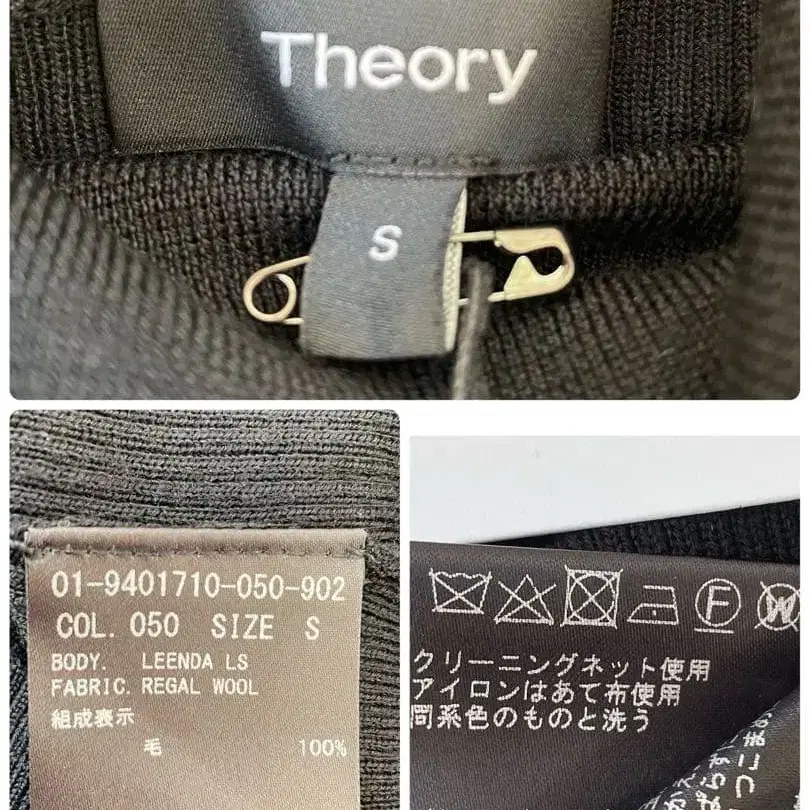 Theory
S
01-9401710-050-902
COL. 050 SIZE S
BODY. LEENDA LS
FABRIC. REGAL WOOL
組成表示
毛 100%
F W
クリーニングネット使用
アイロンはあて布使用
同系色のものと洗う